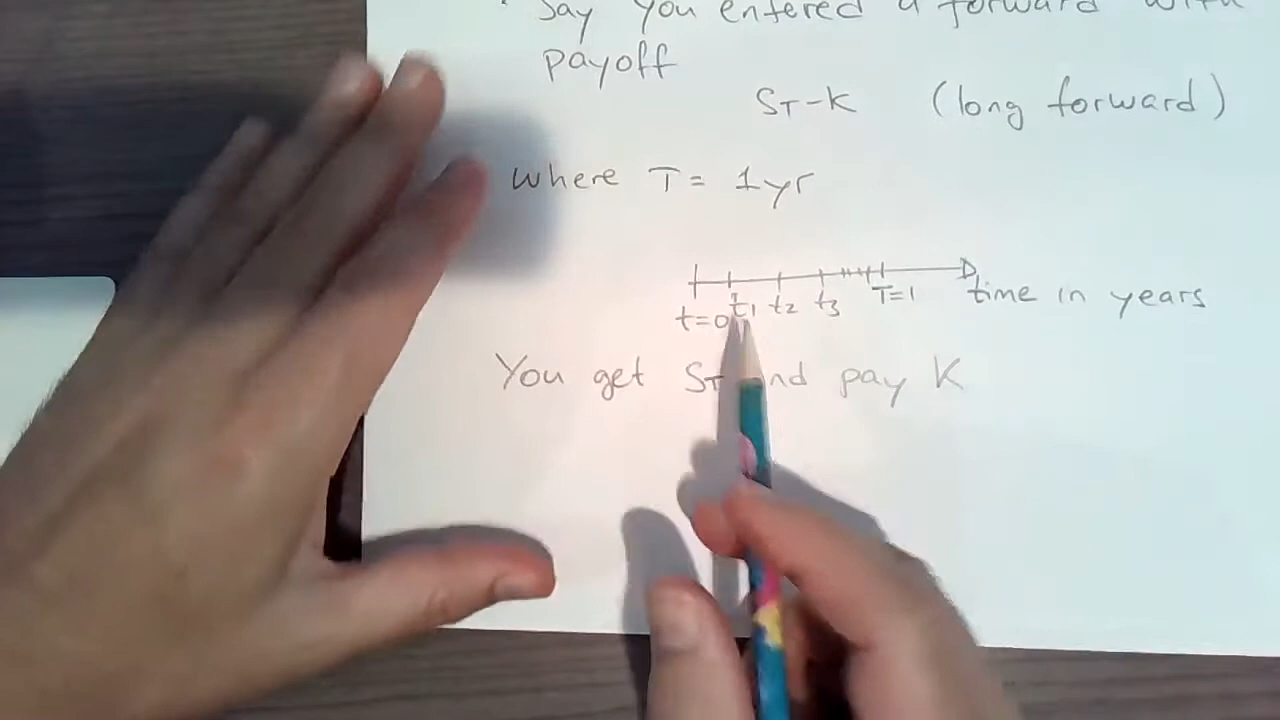 Say you entered a forward with
payoff
ST-K (long forward)
where T= 1yr
t=0 t1 t2 t3 T=1 time in years
You get ST and pay K